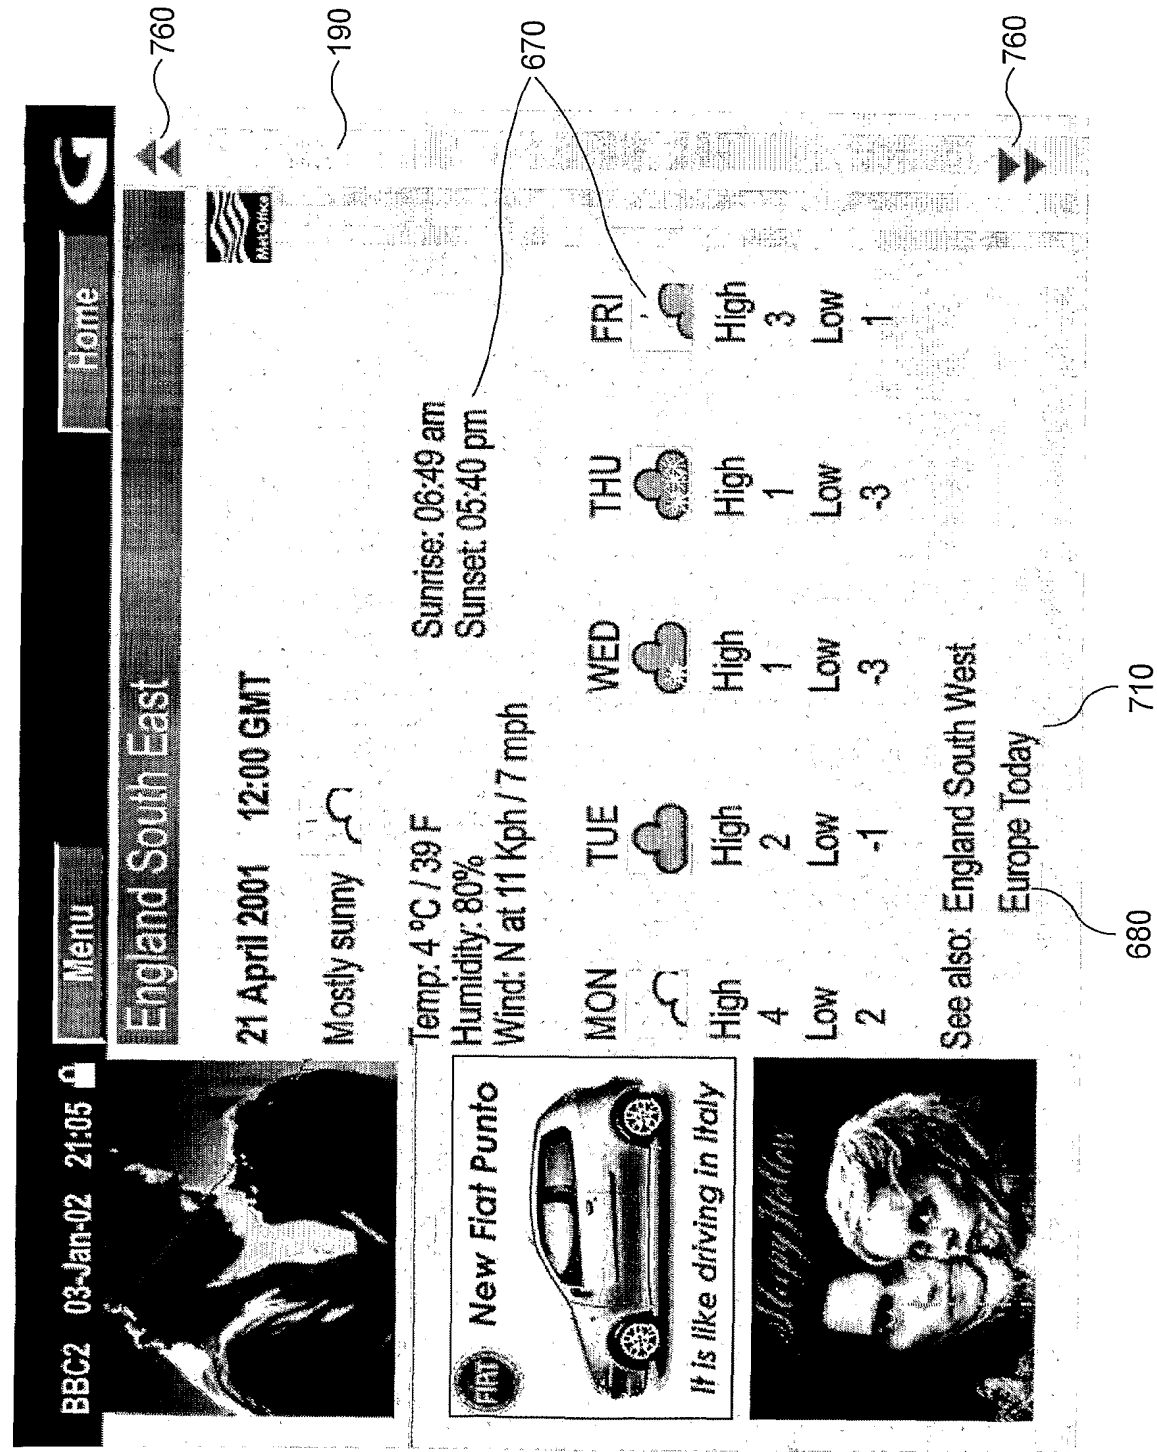 BBC2 03-Jan-02 21:05
Menu
Home
G
England South East
760
21 April 2001 12:00 GMT
Met Office
190
Mostly sunny
Temp: 4 ºC / 39 F
Humidity: 80%
Wind: N at 11 Kph / 7 mph
Sunrise: 06:49 am
Sunset: 05:40 pm
670
MON TUE WED THU FRI
High High High High High
4 2 1 1 3
Low Low Low Low Low
2 -1 -3 -3 1
See also: England South West
Europe Today
760
680
710
FIAT New Fiat Punto
It is like driving in Italy